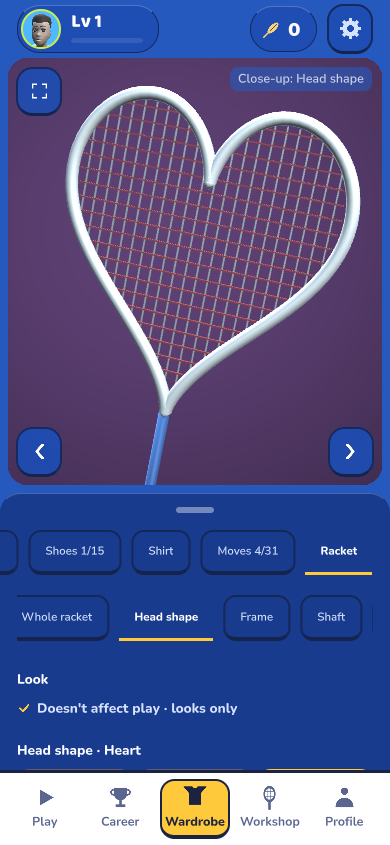 Lv 1
0
Close-up: Head shape
Shoes 1/15
Shirt
Moves 4/31
Racket
Whole racket
Head shape
Frame
Shaft
Look
Doesn't affect play · looks only
Head shape · Heart
Play
Career
Wardrobe
Workshop
Profile